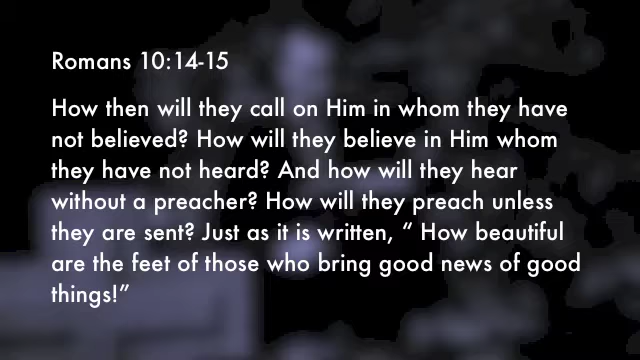 Romans 10:14-15
How then will they call on Him in whom they have
not believed? How will they believe in Him whom
they have not heard? And how will they hear
without a preacher? How will they preach unless
they are sent? Just as it is written, “ How beautiful
are the feet of those who bring good news of good
things!”